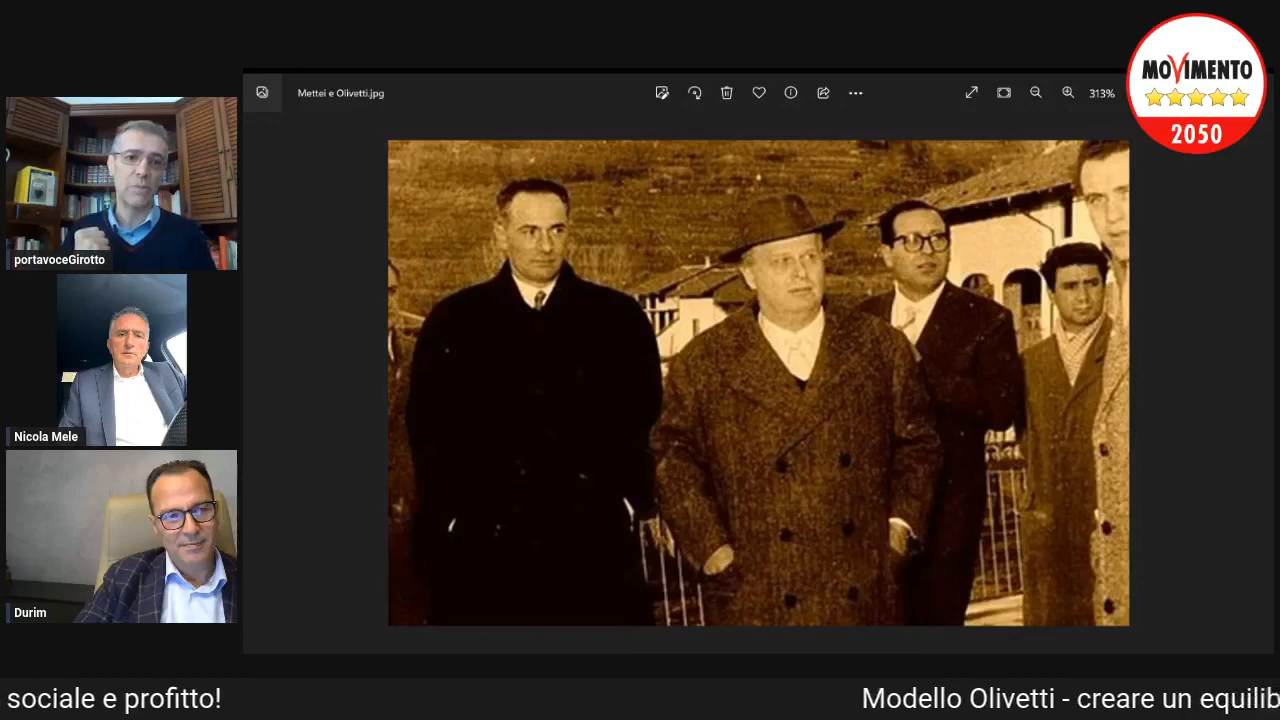 Mettei e Olivetti.jpg
313%
MOVIMENTO
2050
portavoceGirotto
Nicola Mele
Durim
sociale e profitto!
Modello Olivetti - creare un equilib